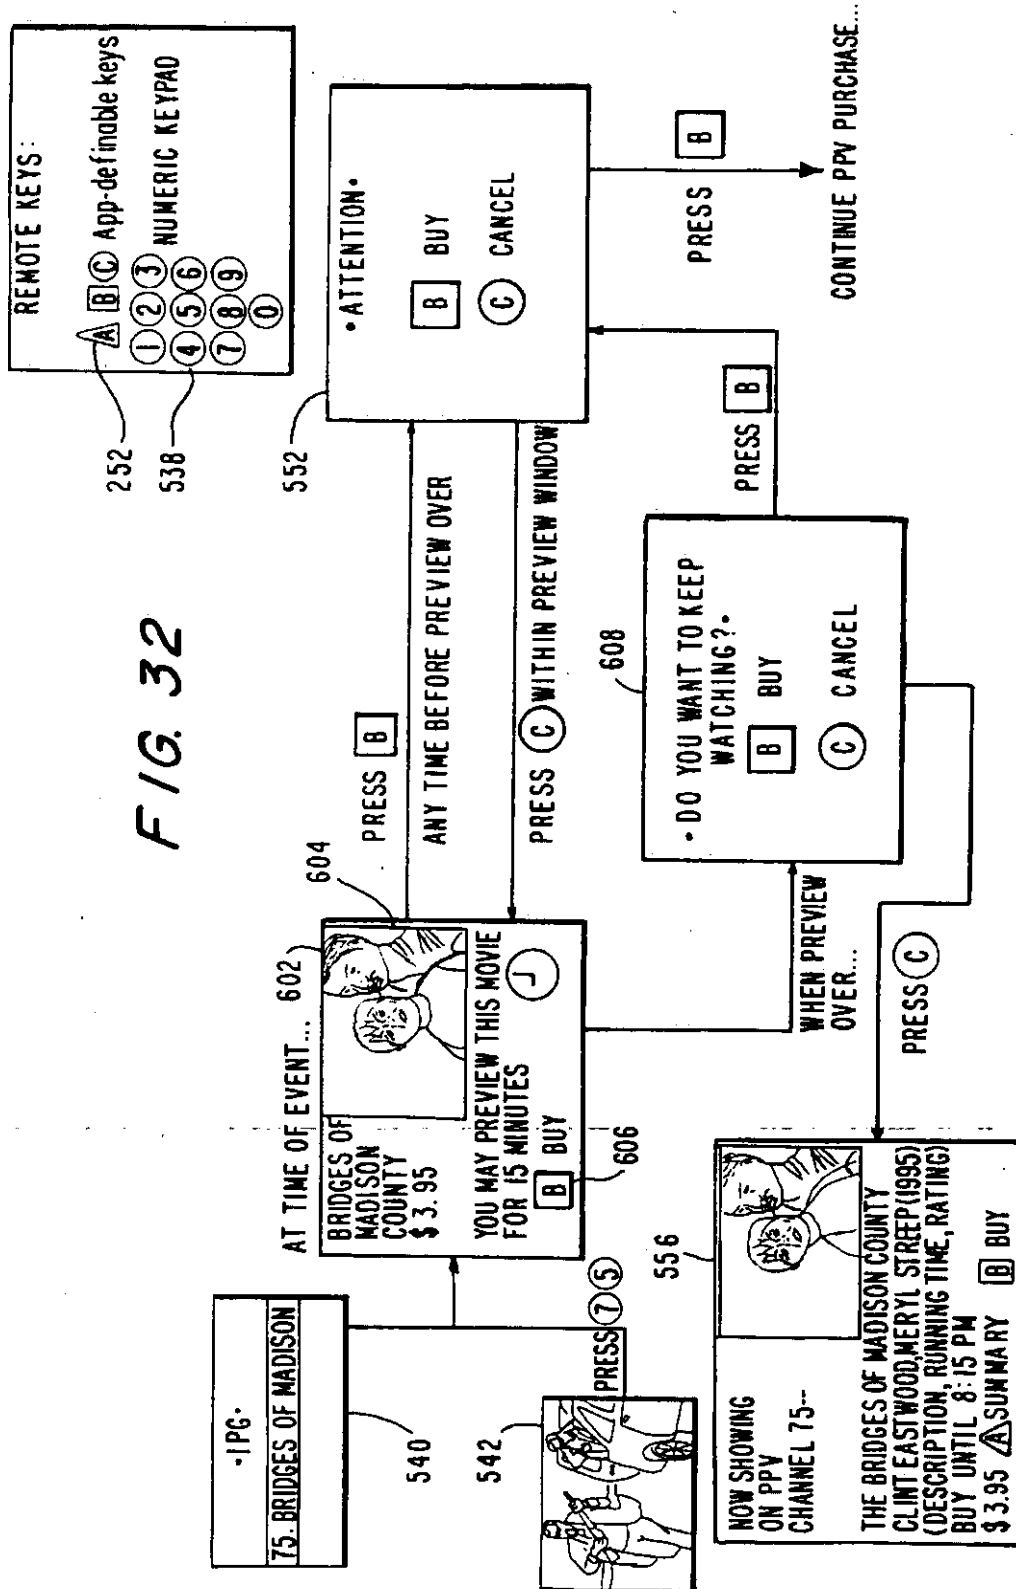 FIG. 32
REMOTE KEYS:
A B C App-definable keys
1 2 3 NUMERIC KEYPAD
4 5 6
7 8 9
0
252
538
•IPG•
75. BRIDGES OF MADISON
540
542
PRESS 7 5
AT TIME OF EVENT... 602
604
BRIDGES OF
MADISON
COUNTY
$3.95
YOU MAY PREVIEW THIS MOVIE
FOR 15 MINUTES
B BUY
606
PRESS B
ANY TIME BEFORE PREVIEW OVER
552
•ATTENTION•
B BUY
C CANCEL
PRESS C WITHIN PREVIEW WINDOW
PRESS B
CONTINUE PPV PURCHASE...
WHEN PREVIEW
OVER...
608
•DO YOU WANT TO KEEP
WATCHING?•
B BUY
C CANCEL
PRESS B
PRESS C
556
NOW SHOWING
ON PPV
CHANNEL 75--
THE BRIDGES OF MADISON COUNTY
CLINT EASTWOOD,MERYL STREEP(1995)
(DESCRIPTION, RUNNING TIME, RATING)
BUY UNTIL 8:15 PM
$3.95 A SUMMARY B BUY